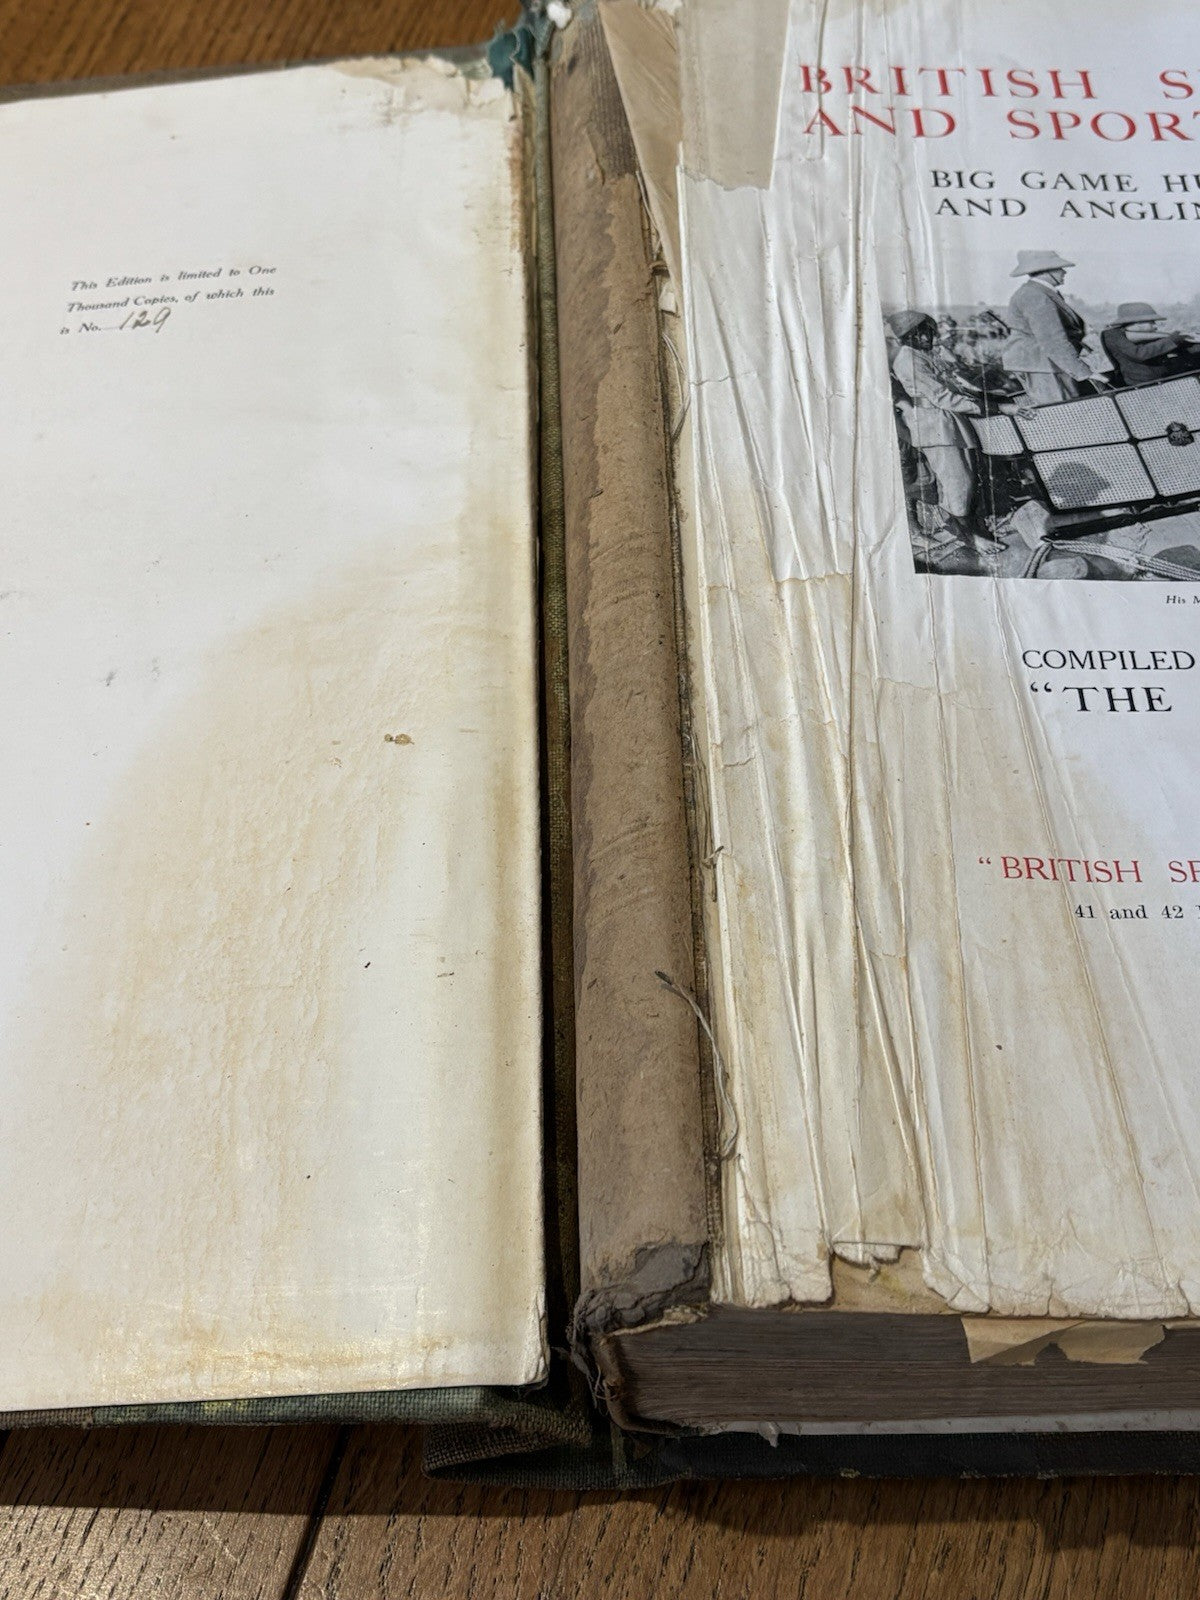 This Edition is limited to One
Thousand Copies, of which this
is No. 129
BRITISH S
AND SPORT
BIG GAME HU
AND ANGLIN
His M
COMPILED
"THE
"BRITISH SP
41 and 42